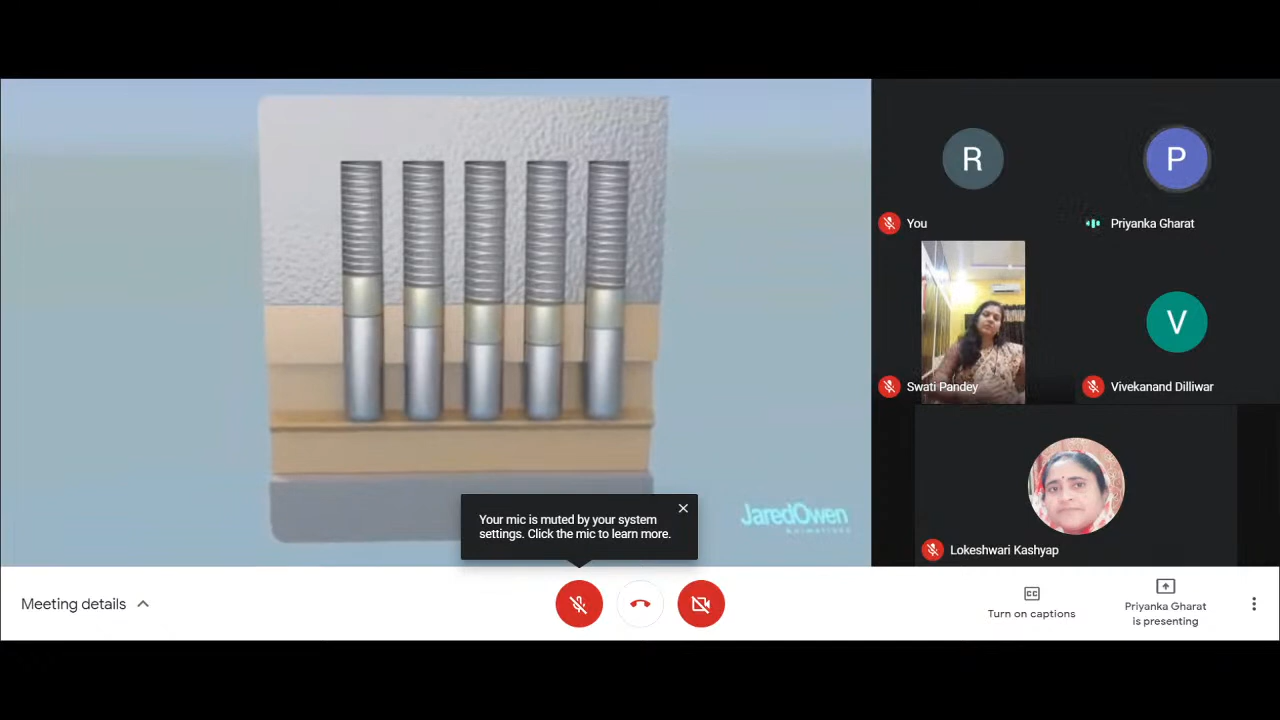 JaredOwen
R
You
P
Priyanka Gharat
Swati Pandey
V
Vivekanand Dilliwar
Lokeshwari Kashyap
Your mic is muted by your system
settings. Click the mic to learn more.
Meeting details
CC
Turn on captions
Priyanka Gharat
is presenting